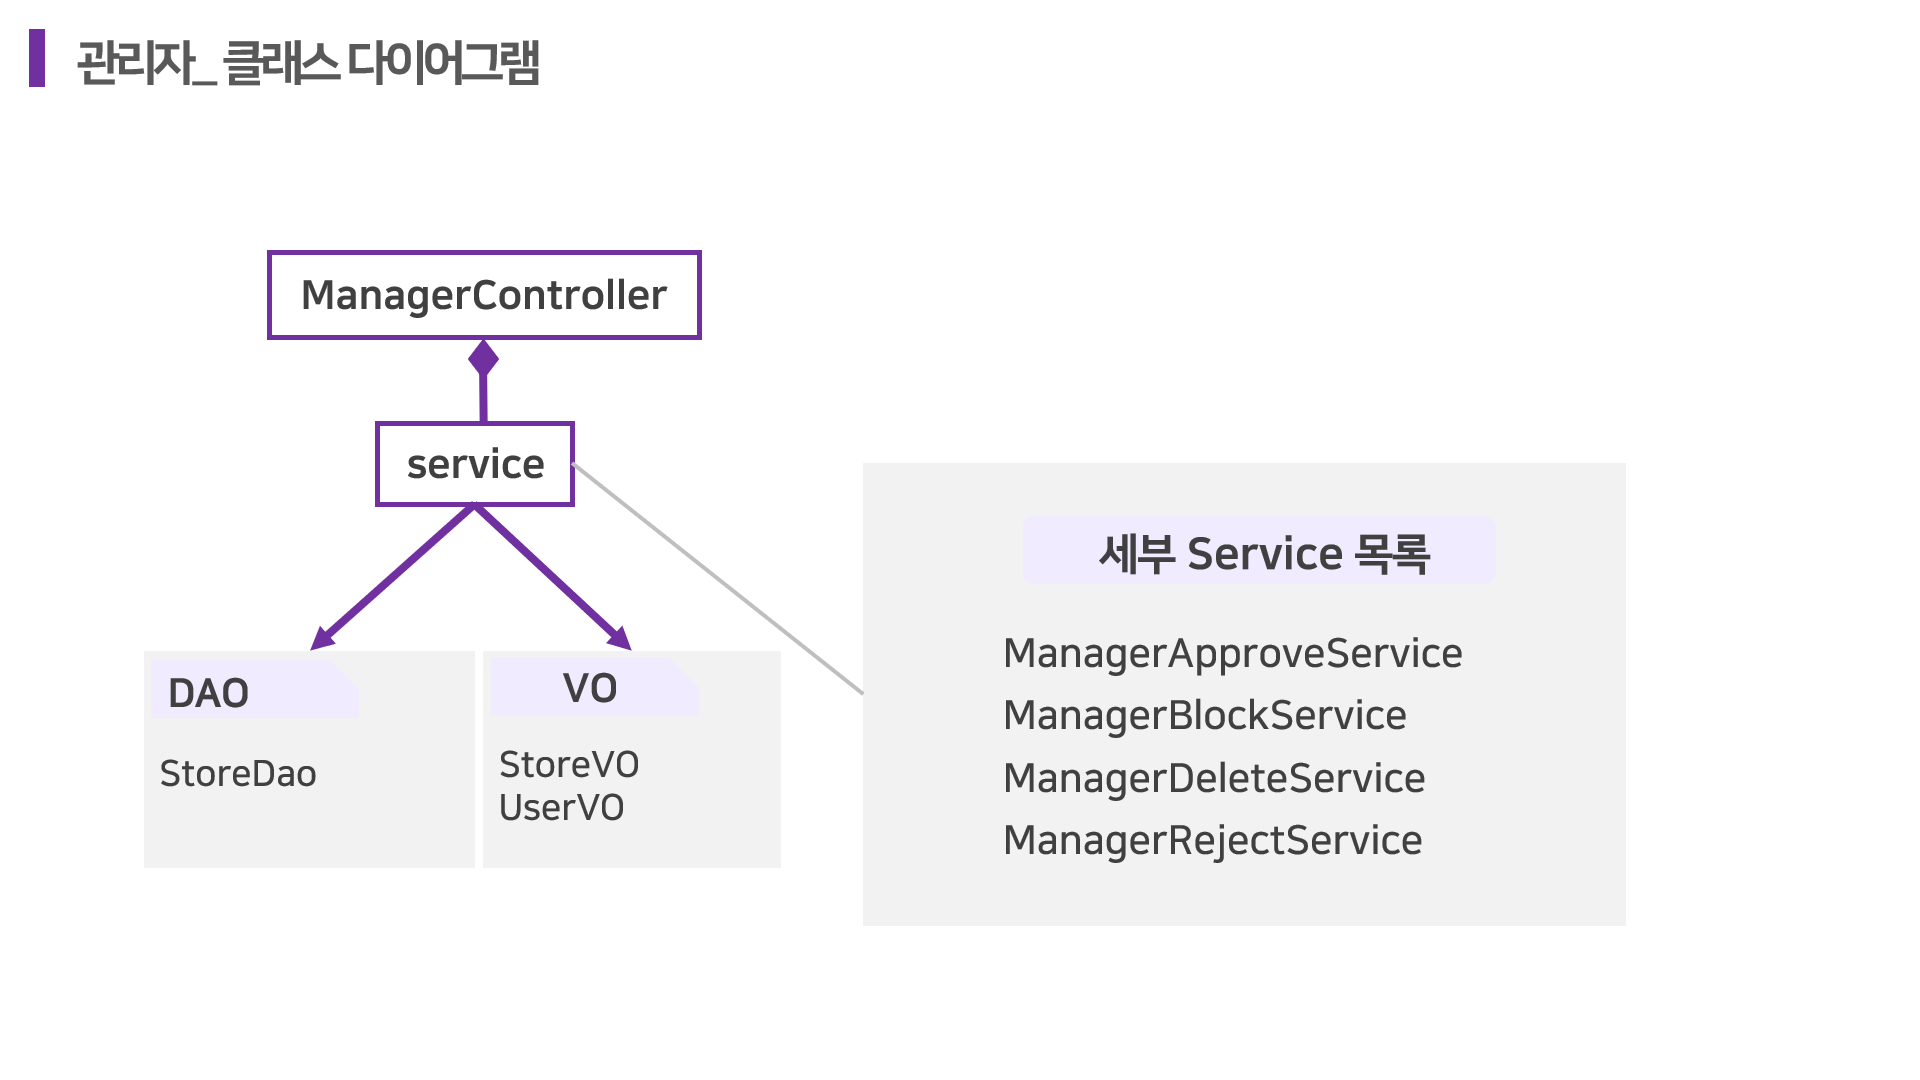 관리자_ 클래스 다이어그램
ManagerController
service
DAO
StoreDao
VO
StoreVO
UserVO
세부 Service 목록
ManagerApproveService
ManagerBlockService
ManagerDeleteService
ManagerRejectService